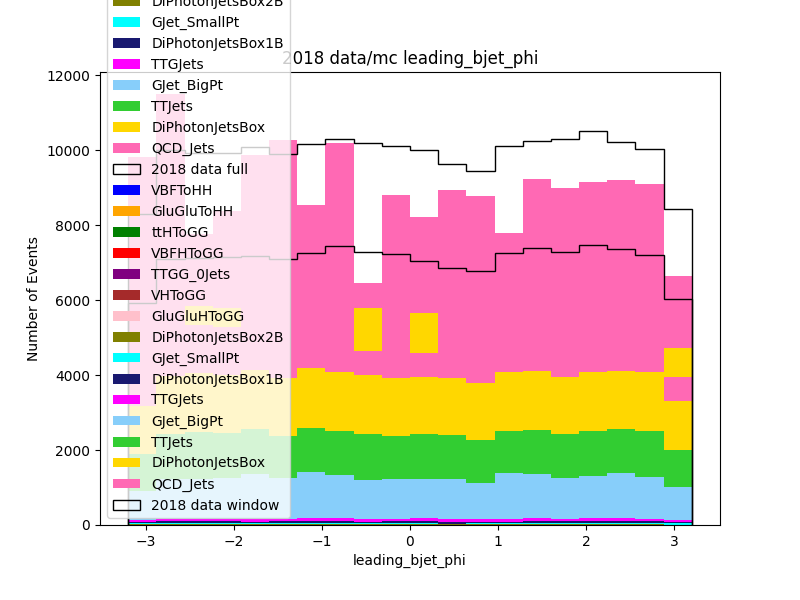 DiPhotonJetsBox2B
GJet_SmallPt
DiPhotonJetsBox1B
2018 data/mc leading_bjet_phi
TTGJets
GJet_BigPt
TTJets
DiPhotonJetsBox
QCD_Jets
2018 data full
VBFToHH
GluGluToHH
ttHToGG
VBFHToGG
TTGG_0Jets
VHToGG
GluGluHToGG
DiPhotonJetsBox2B
GJet_SmallPt
DiPhotonJetsBox1B
TTGJets
GJet_BigPt
TTJets
DiPhotonJetsBox
QCD_Jets
2018 data window
12000
10000
8000
6000
4000
2000
0
Number of Events
−3 −2 −1 0 1 2 3
leading_bjet_phi